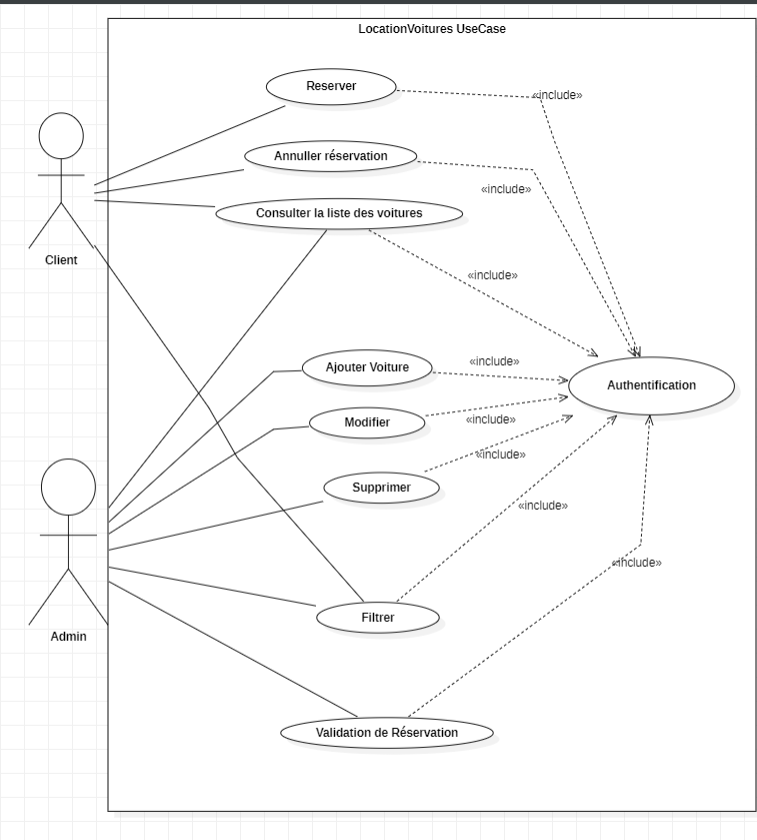 LocationVoitures UseCase
Reserver
«include»
Annuller réservation
«include»
Consulter la liste des voitures
Client
«include»
Ajouter Voiture
«include»
Authentification
Modifier
«include»
Supprimer
«include»
«include»
«include»
Filtrer
Admin
Validation de Réservation